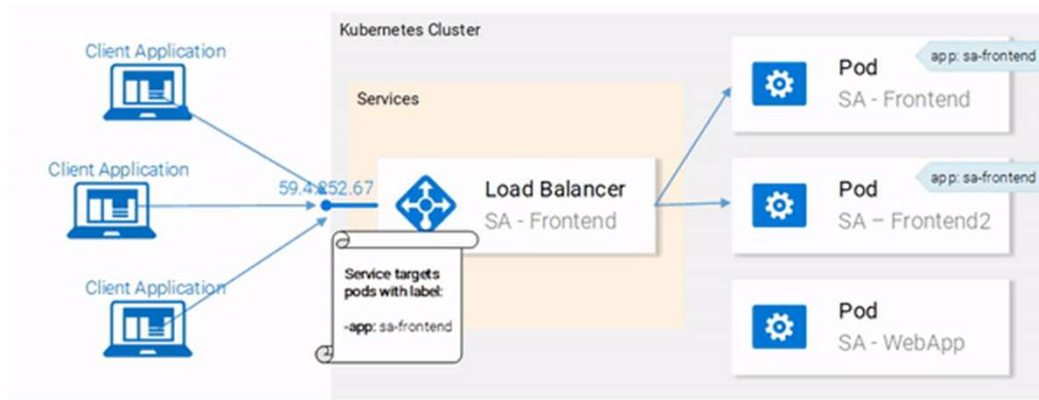 Kubernetes Cluster
Client Application
Services
Client Application
59.4.252.67
Load Balancer
SA - Frontend
Service targets
pods with label:
-app: sa-frontend
Client Application
Pod
SA - Frontend
app: sa-frontend
Pod
SA – Frontend2
app: sa-frontend
Pod
SA - WebApp